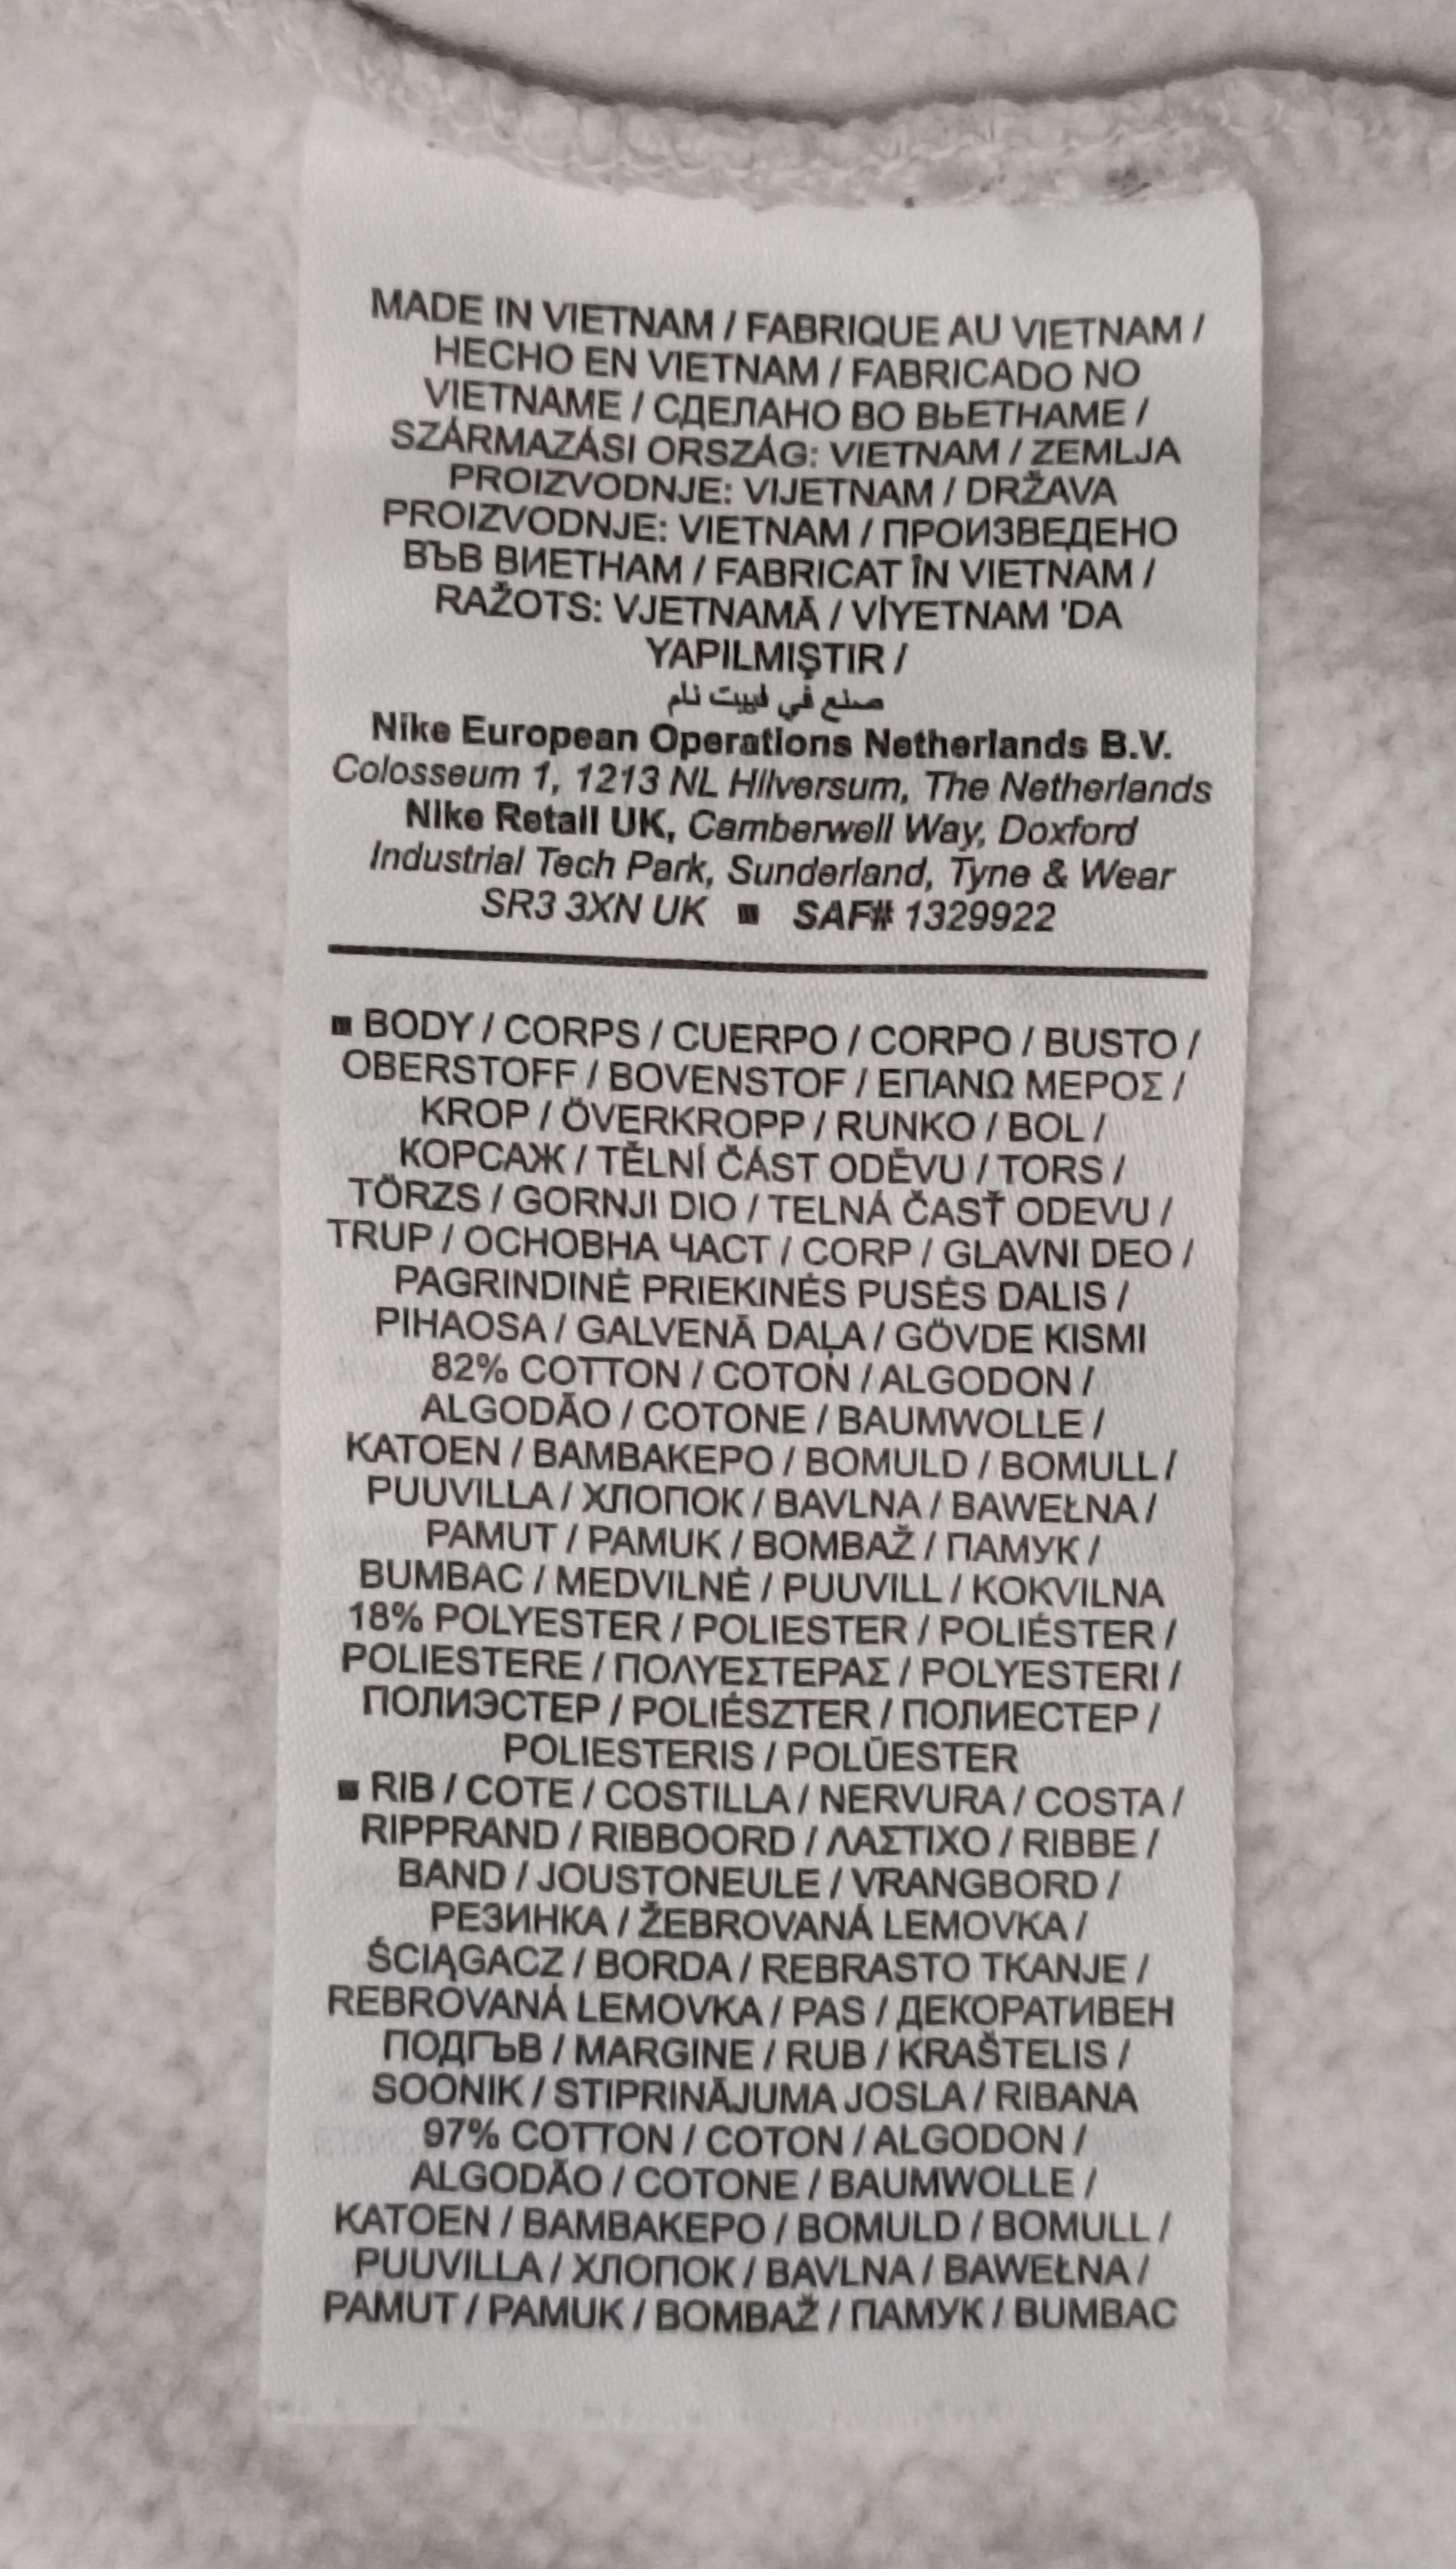 MADE IN VIETNAM / FABRIQUE AU VIETNAM /
HECHO EN VIETNAM / FABRICADO NO
VIETNAME / СДЕЛАНО ВО ВЬЕТНАМЕ /
SZÁRMAZÁSI ORSZÁG: VIETNAM / ZEMLJA
PROIZVODNJE: VIJETNAM / DRŽAVA
PROIZVODNJE: VIETNAM / ПРОИЗВЕДЕНО
ВЪВ ВИЕТНАМ / FABRICAT ÎN VIETNAM /
RAŽOTS: VJETNAMĀ / VİYETNAM 'DA
YAPILMIŞTIR /
صنع في فييت نام
Nike European Operations Netherlands B.V.
Colosseum 1, 1213 NL Hilversum, The Netherlands
Nike Retail UK, Camberwell Way, Doxford
Industrial Tech Park, Sunderland, Tyne & Wear
SR3 3XN UK ■ SAF# 1329922
■ BODY / CORPS / CUERPO / CORPO / BUSTO /
OBERSTOFF / BOVENSTOF / ΕΠΑΝΩ ΜΕΡΟΣ /
KROP / ÖVERKROPP / RUNKO / BOL /
КОРСАЖ / TĚLNÍ ČÁST ODĚVU / TORS /
TÖRZS / GORNJI DIO / TELNÁ ČASŤ ODEVU /
TRUP / ОСНОВНА ЧАСТ / CORP / GLAVNI DEO /
PAGRINDINĖ PRIEKINĖS PUSĖS DALIS /
PIHAOSA / GALVENĀ DAĻA / GÖVDE KISMI
82% COTTON / COTON / ALGODON /
ALGODÃO / COTONE / BAUMWOLLE /
KATOEN / ΒΑΜΒΑΚΕΡΟ / BOMULD / BOMULL /
PUUVILLA / ХЛОПОК / BAVLNA / BAWEŁNA /
PAMUT / PAMUK / BOMBAŽ / ПАМУК /
BUMBAC / MEDVILNĖ / PUUVILL / KOKVILNA
18% POLYESTER / POLIESTER / POLIÉSTER /
POLIESTERE / ΠΟΛΥΕΣΤΕΡΑΣ / POLYESTERI /
ПОЛИЭСТЕР / POLIÉSZTER / ПОЛИЕСТЕР /
POLIESTERIS / POLÜESTER
■ RIB / COTE / COSTILLA / NERVURA / COSTA /
RIPPRAND / RIBBOORD / ΛΑΣΤΙΧΟ / RIBBE /
BAND / JOUSTONEULE / VRANGBORD /
РЕЗИНКА / ŽEBROVANÁ LEMOVKA /
ŚCIĄGACZ / BORDA / REBRASTO TKANJE /
REBROVANÁ LEMOVKA / PAS / ДЕКОРАТИВЕН
ПОДГЪВ / MARGINE / RUB / KRAŠTELIS /
SOONIK / STIPRINĀJUMA JOSLA / RIBANA
97% COTTON / COTON / ALGODON /
ALGODÃO / COTONE / BAUMWOLLE /
KATOEN / ΒΑΜΒΑΚΕΡΟ / BOMULD / BOMULL /
PUUVILLA / ХЛОПОК / BAVLNA / BAWEŁNA /
PAMUT / PAMUK / BOMBAŽ / ПАМУК / BUMBAC